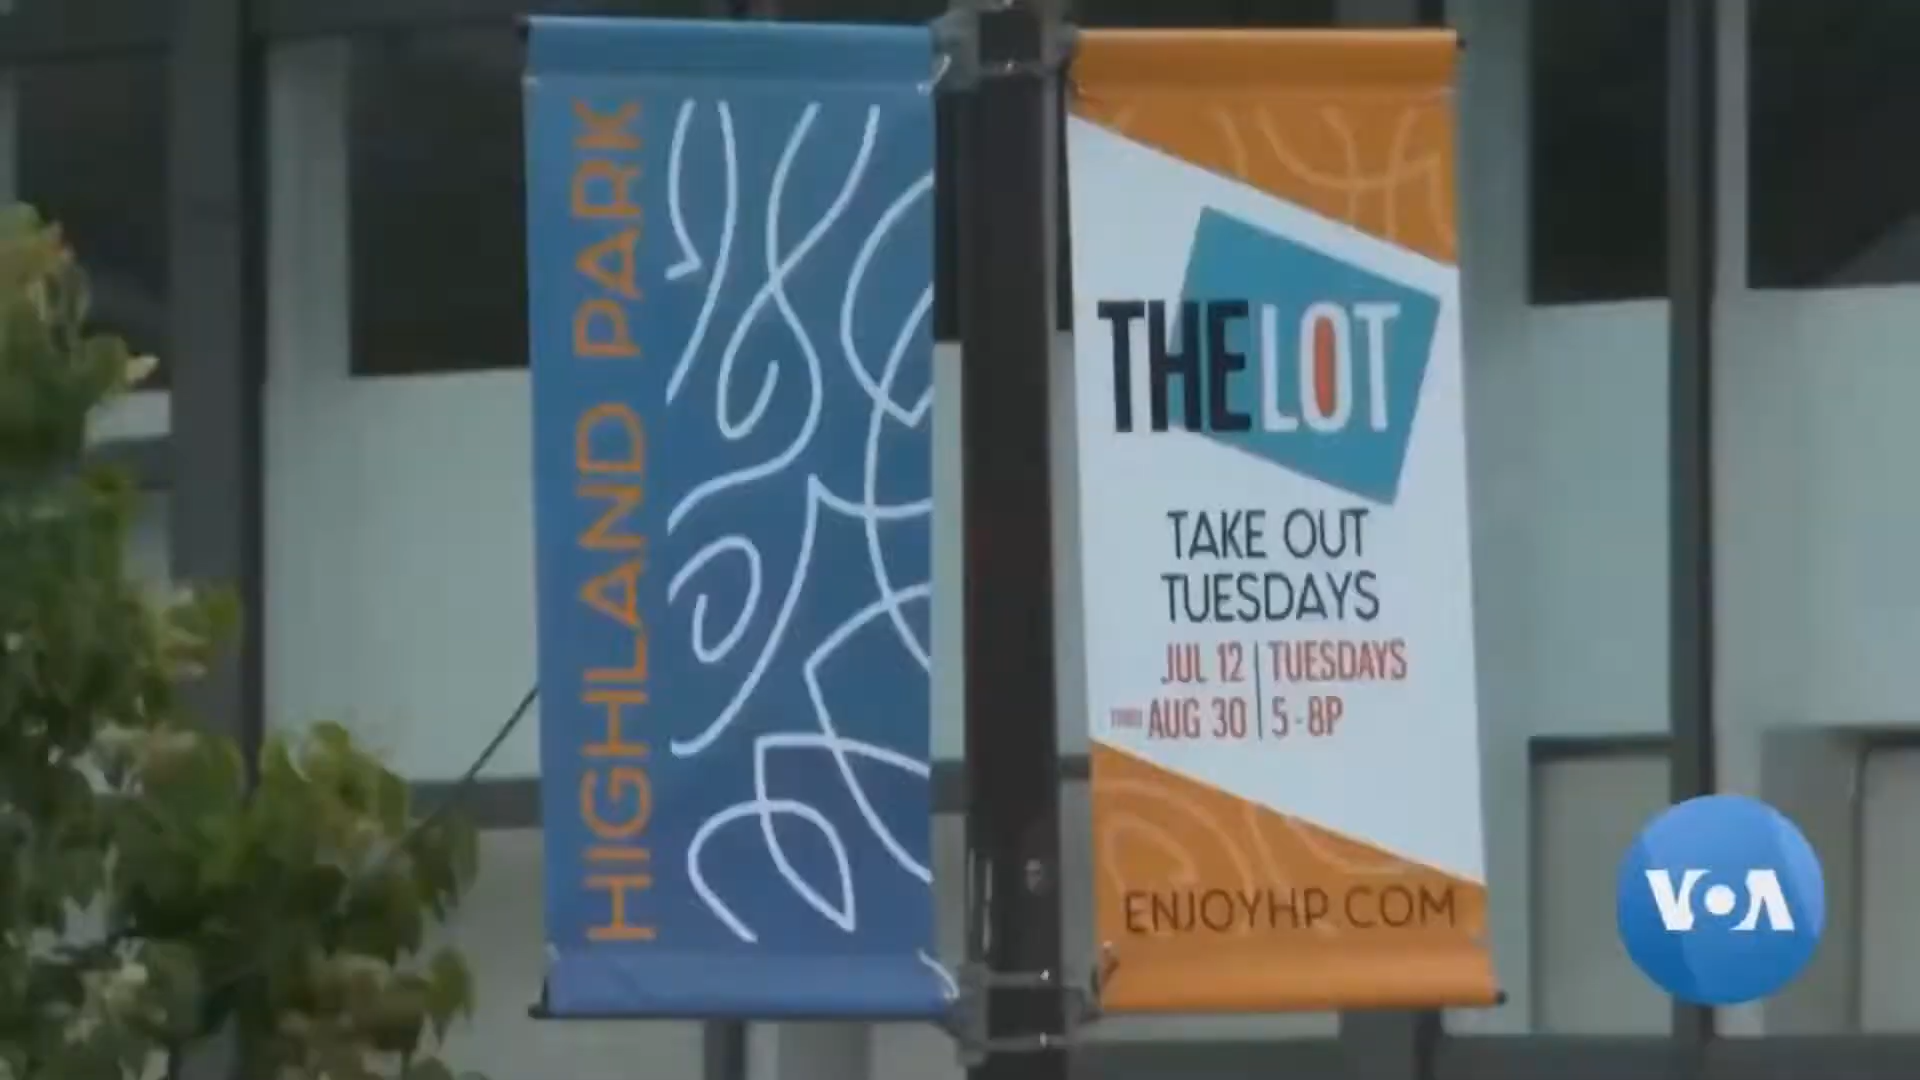 HIGHLAND PARK
THE LOT
TAKE OUT
TUESDAYS
JUL 12 | TUESDAYS
AUG 30 | 5-8P
ENJOYHP.COM
VOA